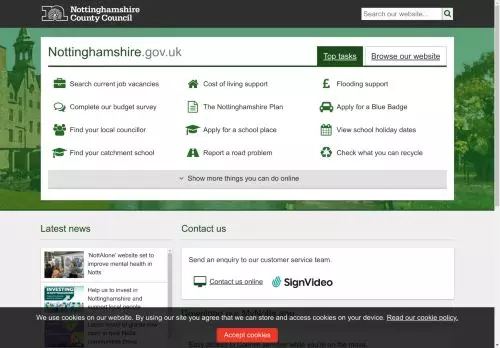 Nottinghamshire
County Council
Search our website...
Nottinghamshire.gov.uk
Top tasks
Browse our website
Search current job vacancies
Cost of living support
Flooding support
Complete our budget survey
The Nottinghamshire Plan
Apply for a Blue Badge
Find your local councillor
Apply for a school place
View school holiday dates
Find your catchment school
Report a road problem
Check what you can recycle
Show more things you can do online
Latest news
Contact us
'NottAlone' website set to
improve mental health in
Notts
Send an enquiry to our customer service team.
Contact us online
SignVideo
Help us to invest in
Nottinghamshire and
support local people
Download our MyNotts app
We use cookies on our website. By using our site you agree that we can store and access cookies on your device. Read our cookie policy.
Accept cookies